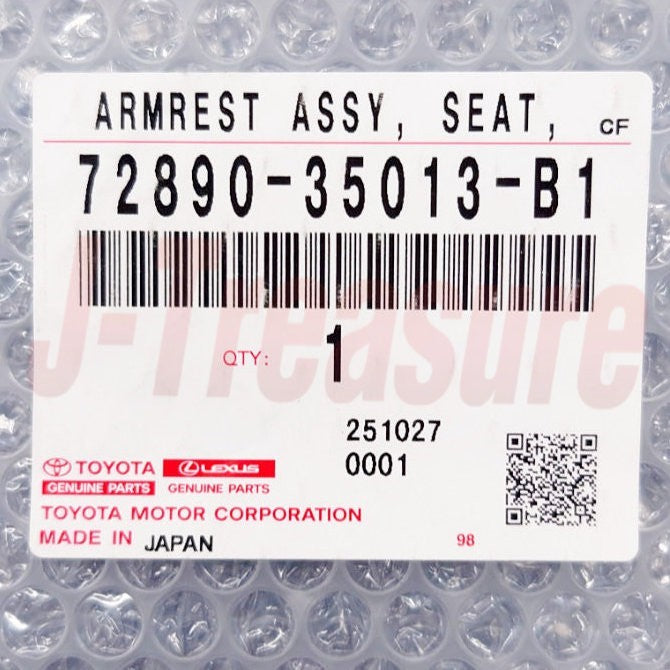 ARMREST ASSY, SEAT, CF
72890-35013-B1
J-Treasure
QTY: 1
251027
0001
TOYOTA LEXUS
GENUINE PARTS GENUINE PARTS
TOYOTA MOTOR CORPORATION
MADE IN JAPAN 98